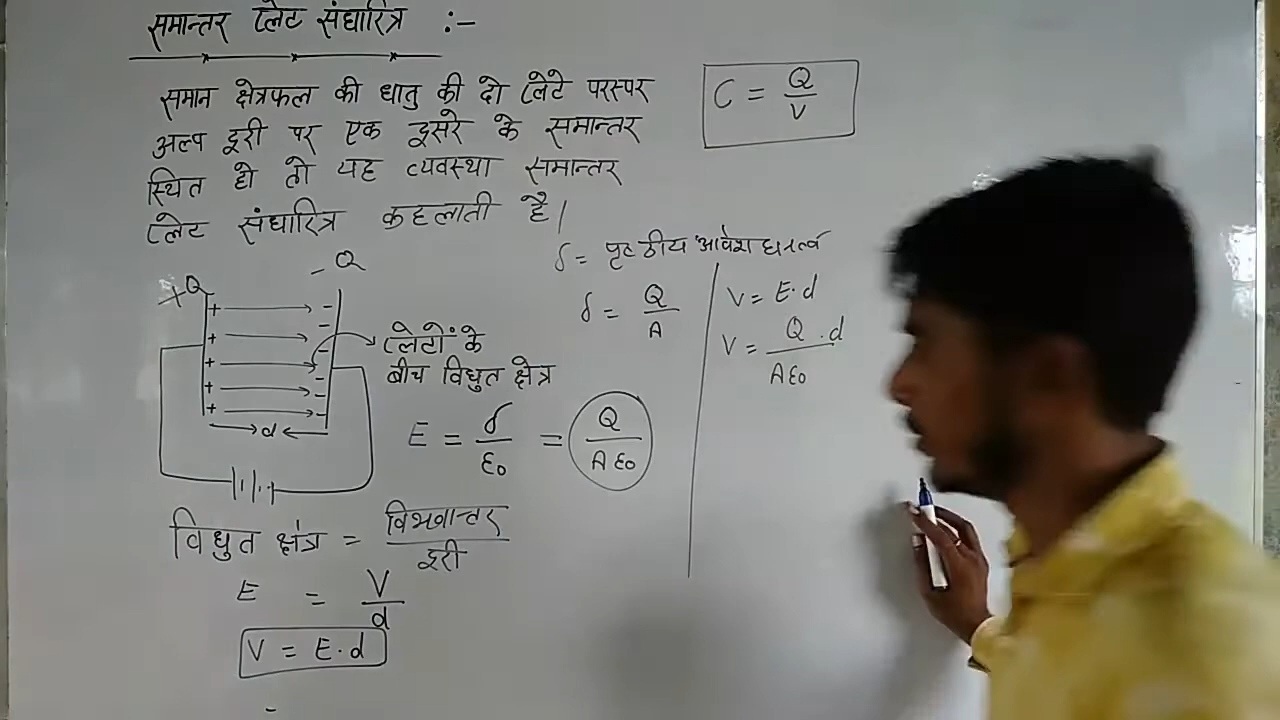 समान्तर प्लेट संधारित्र :-
समान क्षेत्रफल की धातु की दो प्लेटे परस्पर
अल्प दूरी पर एक दूसरे के समान्तर
स्थित हो तो यह व्यवस्था समान्तर
प्लेट संधारित्र कहलाती है।
C = Q/V
+Q
- Q
+ + + + +
- - - - - - -
d
प्लेटों के
बीच विधुत क्षेत्र
E = σ/ε₀ = Q/Aε₀
σ = पृष्ठीय आवेश घनत्व
σ = Q/A
V = E.d
V = Q/Aε₀ .d
विधुत क्षेत्र = विभवान्तर/दूरी
E = V/d
V = E.d